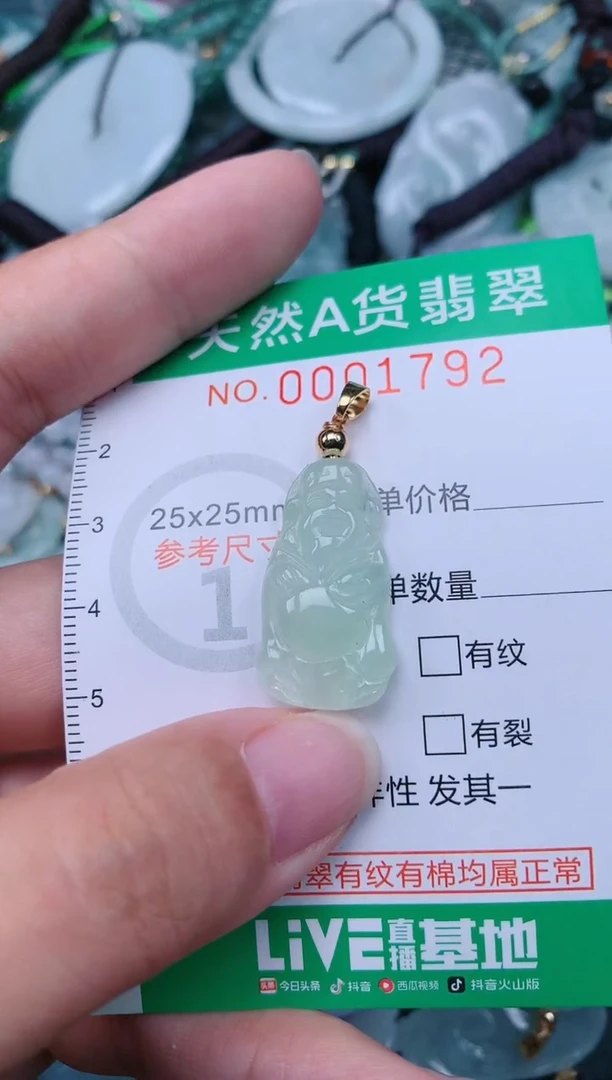 天然A货翡翠
NO.0001792
2
25x25mm
单价格
3
参考尺寸
1
单数量
4
有纹
5
有裂
性 发其一
翠有纹有棉均属正常
LiVE直播基地
头条 今日头条 抖音 西瓜视频 抖音火山版